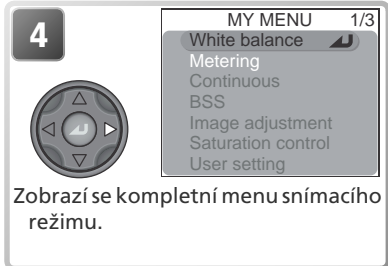 4
MY MENU 1/3
White balance
Metering
Continuous
BSS
Image adjustment
Saturation control
User setting
Zobrazí se kompletní menu snímacího
režimu.